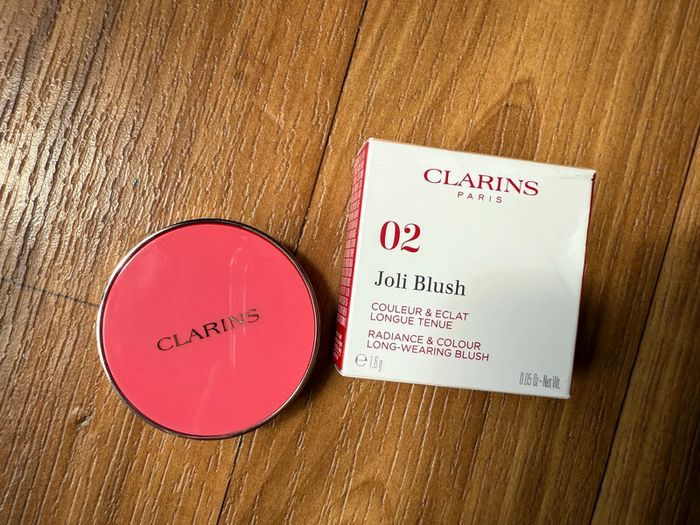 CLARINS
CLARINS
PARIS
02
Joli Blush
COULEUR & ECLAT
LONGUE TENUE
RADIANCE & COLOUR
LONG-WEARING BLUSH
℮ 1,6g
0.05 Oz - Net Wt.